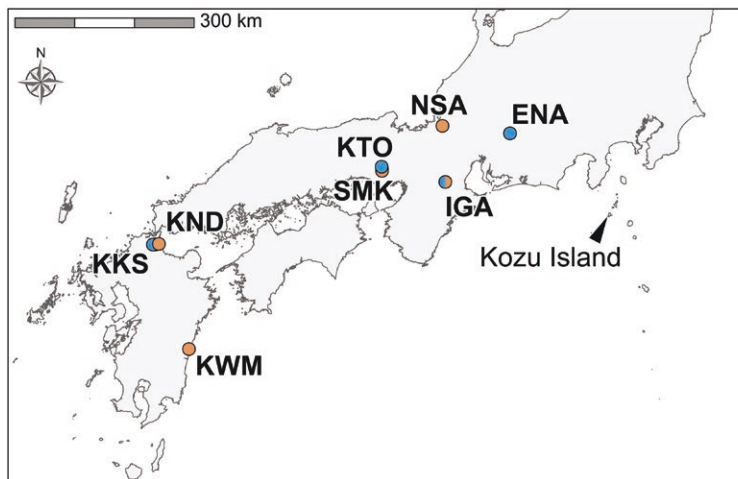 300 km
N
NSA
ENA
KTO
SMK
IGA
KND
KKS
Kozu Island
KWM